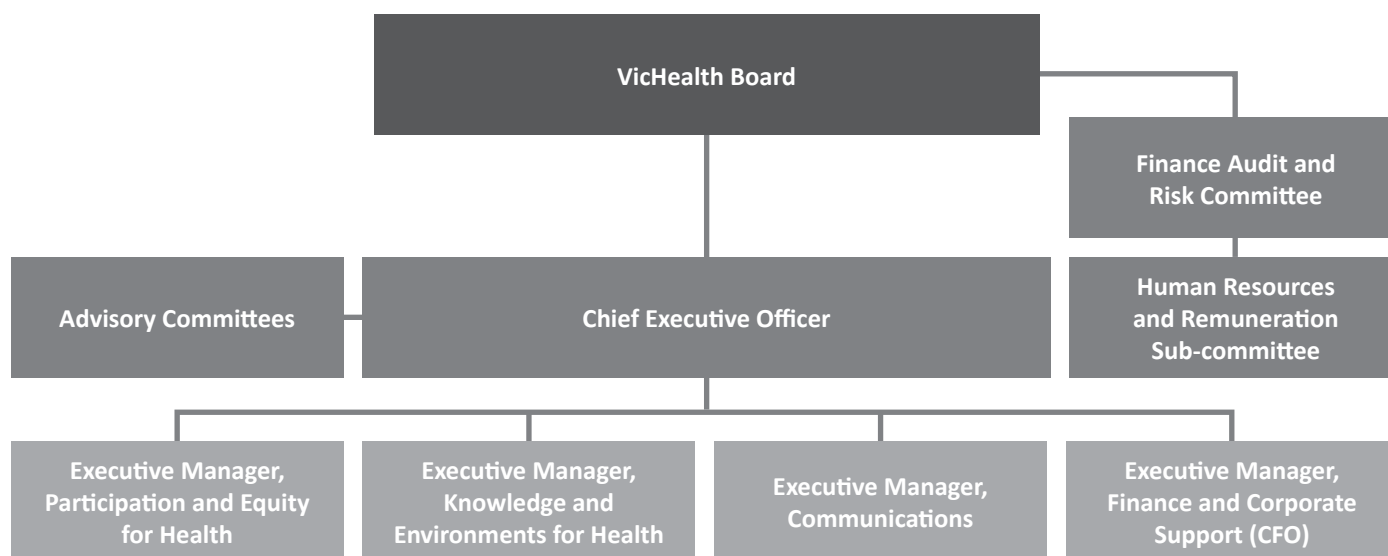 VicHealth Board
Finance Audit and
Risk Committee
Advisory Committees
Chief Executive Officer
Human Resources
and Remuneration
Sub-committee
Executive Manager,
Participation and Equity
for Health
Executive Manager,
Knowledge and
Environments for Health
Executive Manager,
Communications
Executive Manager,
Finance and Corporate
Support (CFO)